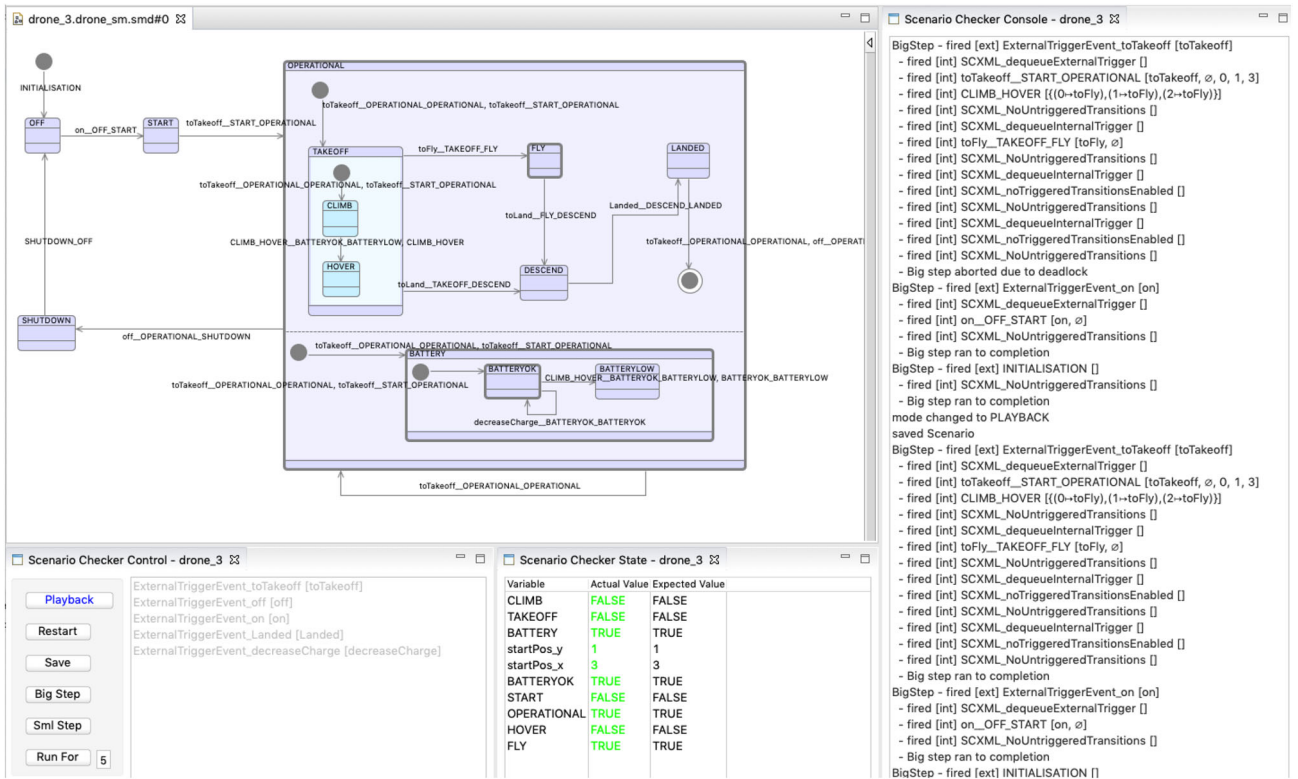 drone_3.drone_sm.smd#0
INITIALISATION
OFF
on__OFF_START
START
toTakeoff__START_OPERATIONAL
OPERATIONAL
toTakeoff__OPERATIONAL_OPERATIONAL, toTakeoff__START_OPERATIONAL
TAKEOFF
toFly__TAKEOFF_FLY
FLY
LANDED
toTakeoff__OPERATIONAL_OPERATIONAL, toTakeoff__START_OPERATIONAL
CLIMB
toLand__FLY_DESCEND
Landed__DESCEND_LANDED
SHUTDOWN_OFF
CLIMB_HOVER__BATTERYOK_BATTERYLOW, CLIMB_HOVER
toTakeoff__OPERATIONAL_OPERATIONAL, off__OPERATI
HOVER
DESCEND
toLand__TAKEOFF_DESCEND
SHUTDOWN
off__OPERATIONAL_SHUTDOWN
toTakeoff__OPERATIONAL_OPERATIONAL, toTakeoff__START_OPERATIONAL
BATTERY
BATTERYOK
BATTERYLOW
toTakeoff__OPERATIONAL_OPERATIONAL, toTakeoff__START_OPERATIONAL
CLIMB_HOVER__BATTERYOK_BATTERYLOW, BATTERYOK_BATTERYLOW
decreaseCharge__BATTERYOK_BATTERYOK
toTakeoff__OPERATIONAL_OPERATIONAL
Scenario Checker Control - drone_3
Playback
Restart
Save
Big Step
Sml Step
Run For 5
ExternalTriggerEvent_toTakeoff [toTakeoff]
ExternalTriggerEvent_off [off]
ExternalTriggerEvent_on [on]
ExternalTriggerEvent_Landed [Landed]
ExternalTriggerEvent_decreaseCharge [decreaseCharge]
Scenario Checker State - drone_3
Variable Actual Value Expected Value
CLIMB FALSE FALSE
TAKEOFF FALSE FALSE
BATTERY TRUE TRUE
startPos_y 1 1
startPos_x 3 3
BATTERYOK TRUE TRUE
START FALSE FALSE
OPERATIONAL TRUE TRUE
HOVER FALSE FALSE
FLY TRUE TRUE
Scenario Checker Console - drone_3
BigStep - fired [ext] ExternalTriggerEvent_toTakeoff [toTakeoff]
- fired [int] SCXML_dequeueExternalTrigger []
- fired [int] toTakeoff__START_OPERATIONAL [toTakeoff, ∅, 0, 1, 3]
- fired [int] CLIMB_HOVER [{(0↦toFly),(1↦toFly),(2↦toFly)}]
- fired [int] SCXML_NoUntriggeredTransitions []
- fired [int] SCXML_dequeueInternalTrigger []
- fired [int] toFly__TAKEOFF_FLY [toFly, ∅]
- fired [int] SCXML_NoUntriggeredTransitions []
- fired [int] SCXML_dequeueInternalTrigger []
- fired [int] SCXML_noTriggeredTransitionsEnabled []
- fired [int] SCXML_NoUntriggeredTransitions []
- fired [int] SCXML_dequeueInternalTrigger []
- fired [int] SCXML_noTriggeredTransitionsEnabled []
- fired [int] SCXML_NoUntriggeredTransitions []
- Big step aborted due to deadlock
BigStep - fired [ext] ExternalTriggerEvent_on [on]
- fired [int] SCXML_dequeueExternalTrigger []
- fired [int] on__OFF_START [on, ∅]
- fired [int] SCXML_NoUntriggeredTransitions []
- Big step ran to completion
BigStep - fired [ext] INITIALISATION []
- fired [int] SCXML_NoUntriggeredTransitions []
- Big step ran to completion
mode changed to PLAYBACK
saved Scenario
BigStep - fired [ext] ExternalTriggerEvent_toTakeoff [toTakeoff]
- fired [int] SCXML_dequeueExternalTrigger []
- fired [int] toTakeoff__START_OPERATIONAL [toTakeoff, ∅, 0, 1, 3]
- fired [int] CLIMB_HOVER [{(0↦toFly),(1↦toFly),(2↦toFly)}]
- fired [int] SCXML_NoUntriggeredTransitions []
- fired [int] SCXML_dequeueInternalTrigger []
- fired [int] toFly__TAKEOFF_FLY [toFly, ∅]
- fired [int] SCXML_NoUntriggeredTransitions []
- fired [int] SCXML_dequeueInternalTrigger []
- fired [int] SCXML_noTriggeredTransitionsEnabled []
- fired [int] SCXML_NoUntriggeredTransitions []
- fired [int] SCXML_dequeueInternalTrigger []
- fired [int] SCXML_noTriggeredTransitionsEnabled []
- fired [int] SCXML_NoUntriggeredTransitions []
- Big step ran to completion
BigStep - fired [ext] ExternalTriggerEvent_on [on]
- fired [int] SCXML_dequeueExternalTrigger []
- fired [int] on__OFF_START [on, ∅]
- fired [int] SCXML_NoUntriggeredTransitions []
- Big step ran to completion
BigStep - fired [ext] INITIALISATION []